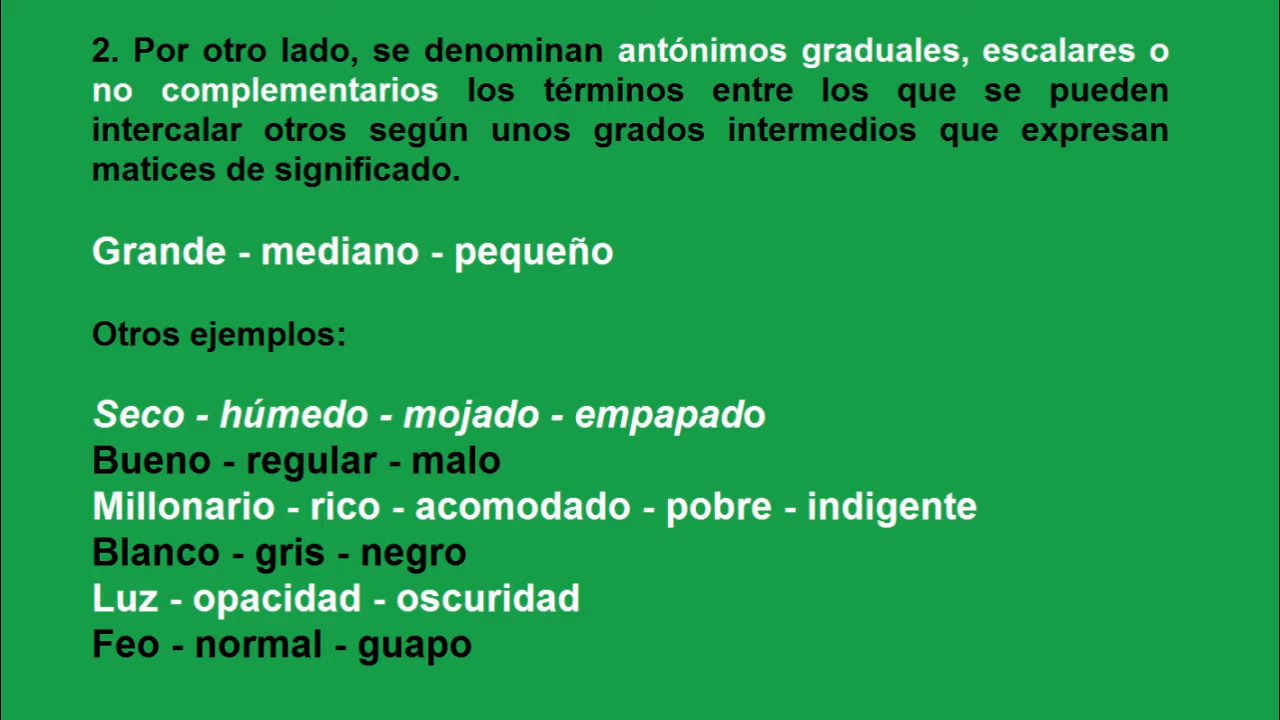 2. Por otro lado, se denominan antónimos graduales, escalares o
no complementarios los términos entre los que se pueden
intercalar otros según unos grados intermedios que expresan
matices de significado.
Grande - mediano - pequeño
Otros ejemplos:
Seco - húmedo - mojado - empapado
Bueno - regular - malo
Millonario - rico - acomodado - pobre - indigente
Blanco - gris - negro
Luz - opacidad - oscuridad
Feo - normal - guapo